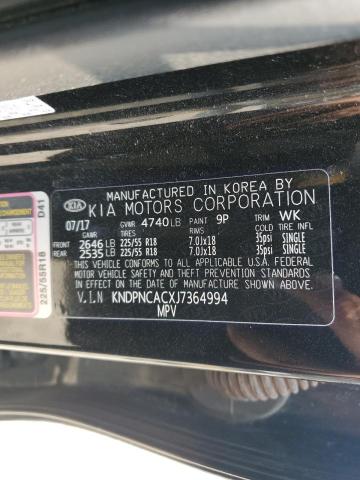 MANUFACTURED IN KOREA BY
KIA KIA MOTORS CORPORATION
07/17 GVWR 4740LB PAINT 9P TRIM WK
GAWR TIRES RIMS COLD TIRE INFL
FRONT 2646 LB 225/55 R18 7.0Jx18 35psi SINGLE
REAR 2535 LB 225/55 R18 7.0Jx18 35psi SINGLE
THIS VEHICLE CONFORMS TO ALL APPLICABLE U.S.A. FEDERAL
MOTOR VEHICLE SAFETY, BUMPER,
AND THEFT PREVENTION STANDARDS
IN EFFECT ON THE DATE OF MANUFACTURE SHOWN ABOVE.
V.I.N KNDPNCACXJ7364994
MPV
D41
225/55R18